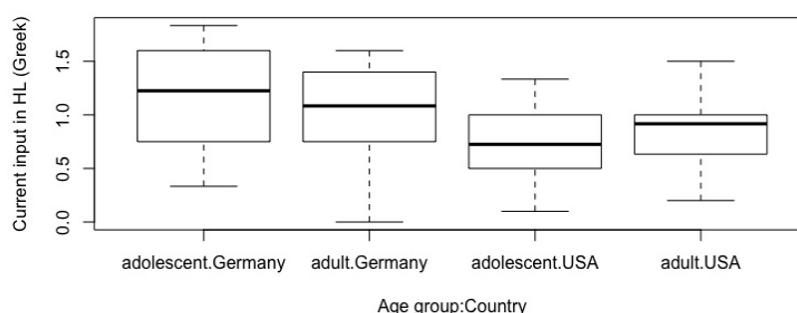 Current input in HL (Greek)
1.5
1.0
0.5
0.0
adolescent.Germany adult.Germany adolescent.USA adult.USA
Age group:Country